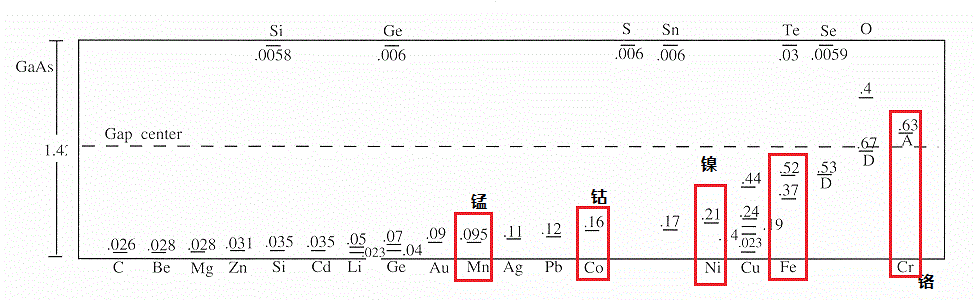 Si Ge S Sn Te Se O
.0058 .006 .006 .006 .03 .0059
GaAs
.4
Gap center
.63
A
1.42
.67
D
镍
.52
.53
D
.44
.37
锰
钴
.21
.24
.19
.16
.17
.4
.026 .028 .028 .031 .035 .035 .05 .023 .07 .04 .09 .095 .11 .12
.023
C Be Mg Zn Si Cd Li Ge Au Mn Ag Pb Co Ni Cu Fe Cr
铬